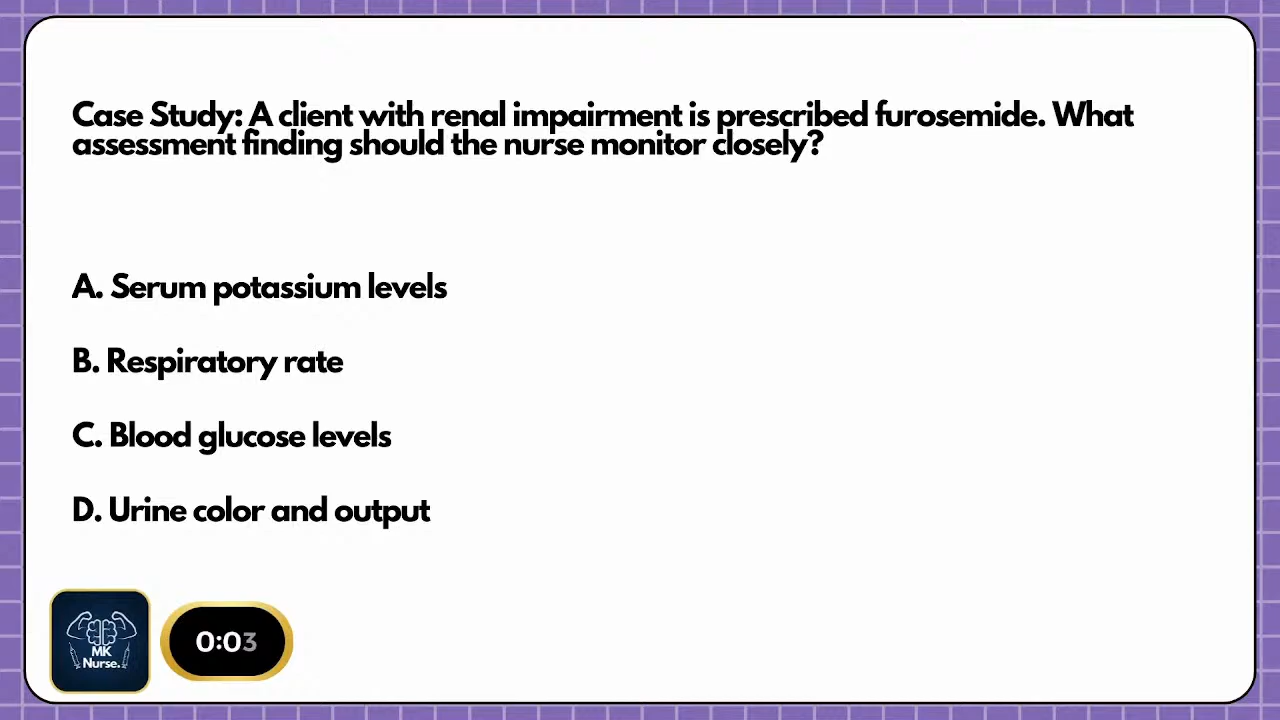 Case Study: A client with renal impairment is prescribed furosemide. What
assessment finding should the nurse monitor closely?
A. Serum potassium levels
B. Respiratory rate
C. Blood glucose levels
D. Urine color and output
MK
Nurse.
0:03